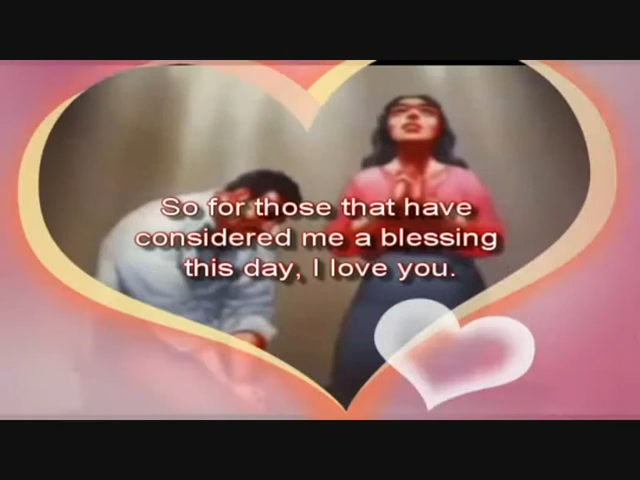 So for those that have
considered me a blessing
this day, I love you.